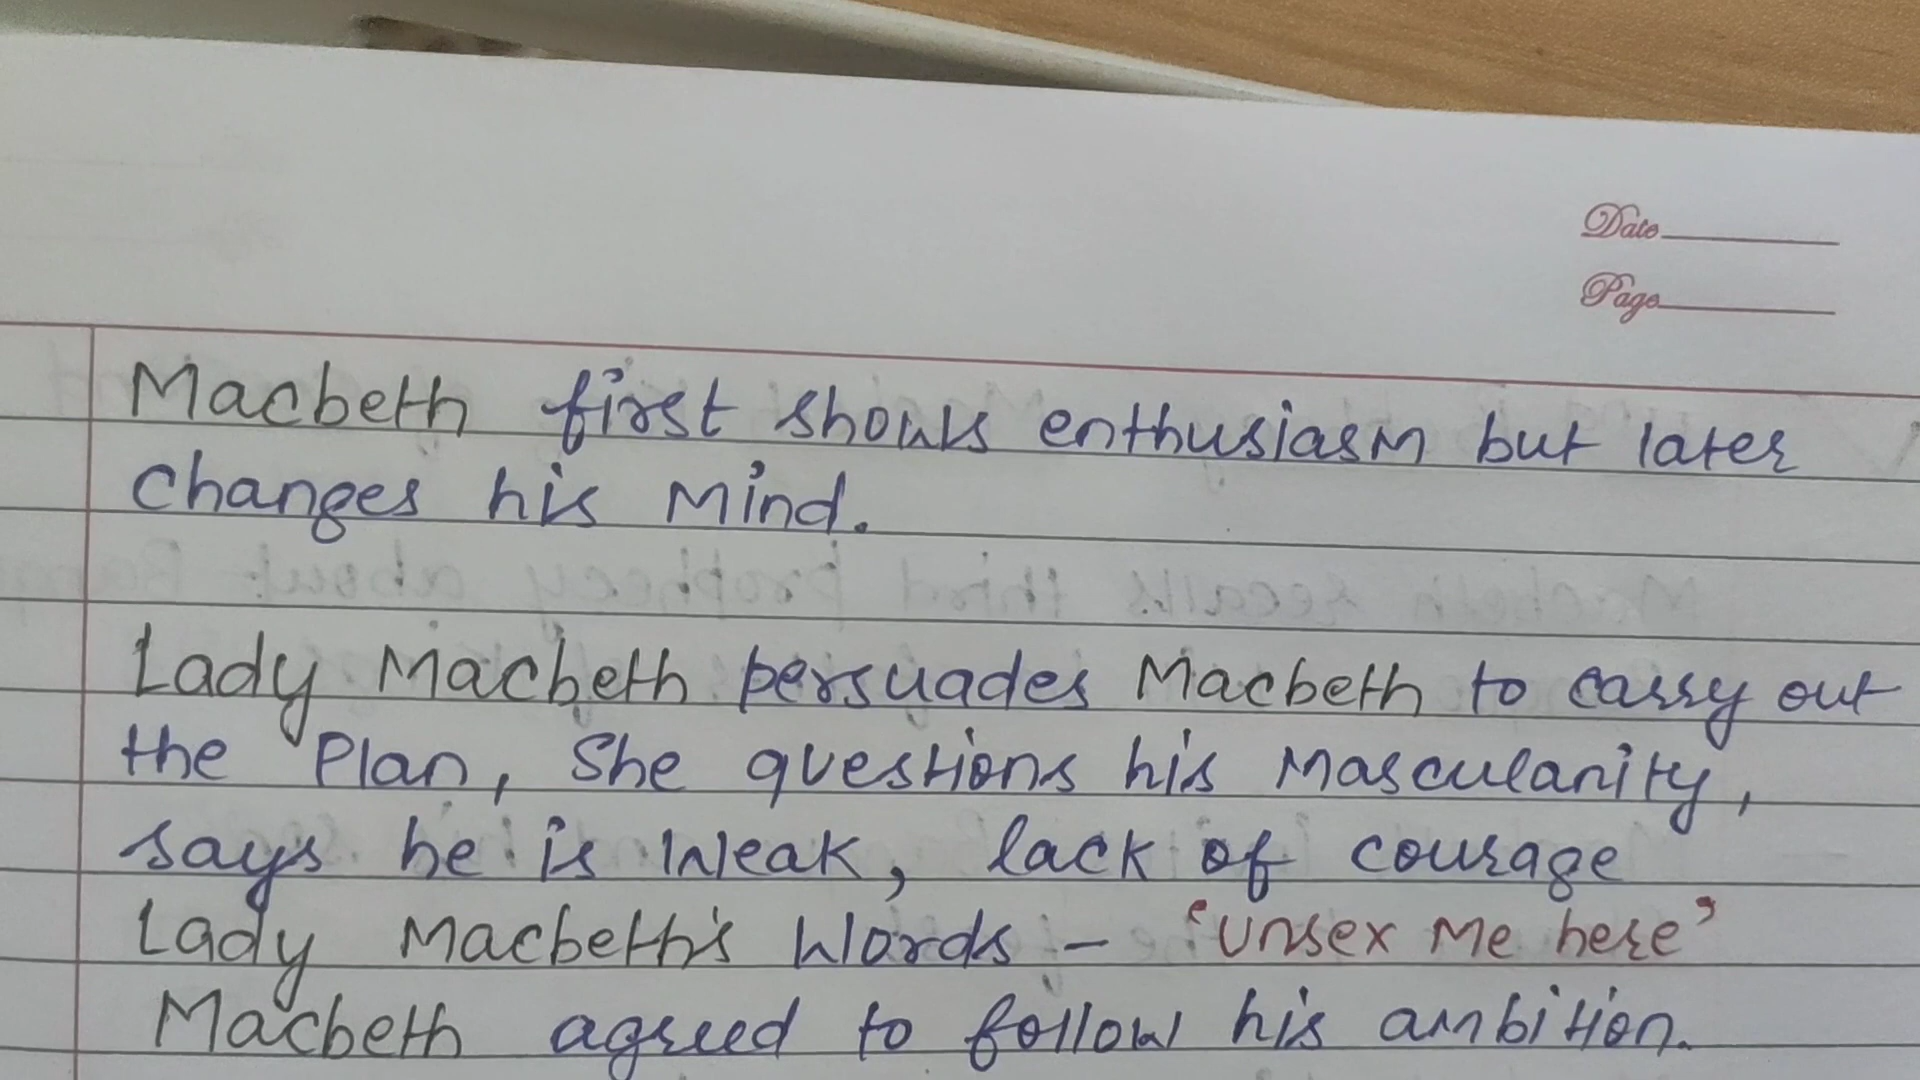 Date
Page
Macbeth first shows enthusiasm but later
changes his Mind.
Lady Macbeth persuades Macbeth to carry out
the Plan, She questions his Masculanity,
says he is Weak, lack of courage
Lady Macbeth's Words - 'Unsex Me here'
Macbeth agreed to follow his ambition.